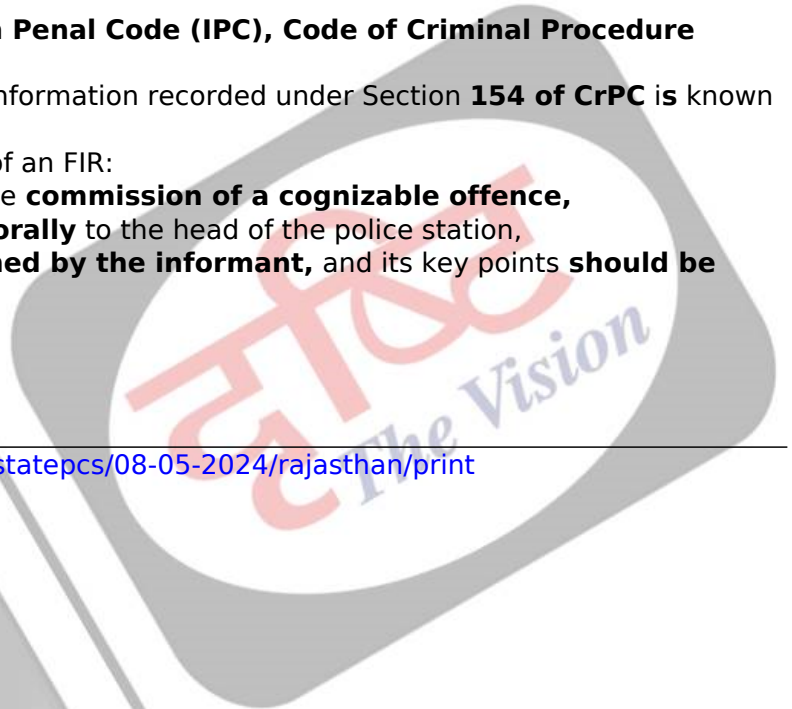 Penal Code (IPC), Code of Criminal Procedure
nformation recorded under Section 154 of CrPC is known
of an FIR:
e commission of a cognizable offence,
orally to the head of the police station,
ned by the informant, and its key points should be
दृष्टि
The Vision
statepcs/08-05-2024/rajasthan/print